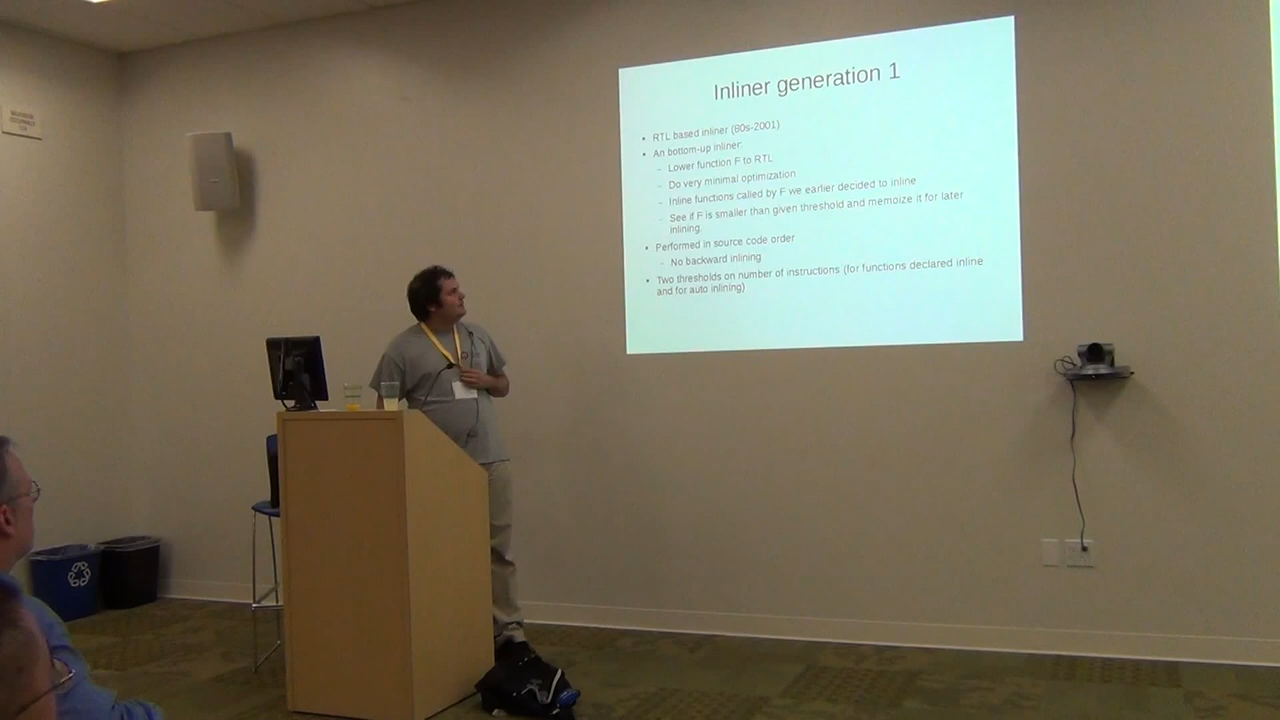 MAXIMUM
OCCUPANCY
Inliner generation 1
• RTL based inliner (80s-2001)
• An bottom-up inliner:
– Lower function F to RTL
– Do very minimal optimization
– Inline functions called by F we earlier decided to inline
– See if F is smaller than given threshold and memoize it for later
inlining.
• Performed in source code order
– No backward inlining
• Two thresholds on number of instructions (for functions declared inline
and for auto inlining)